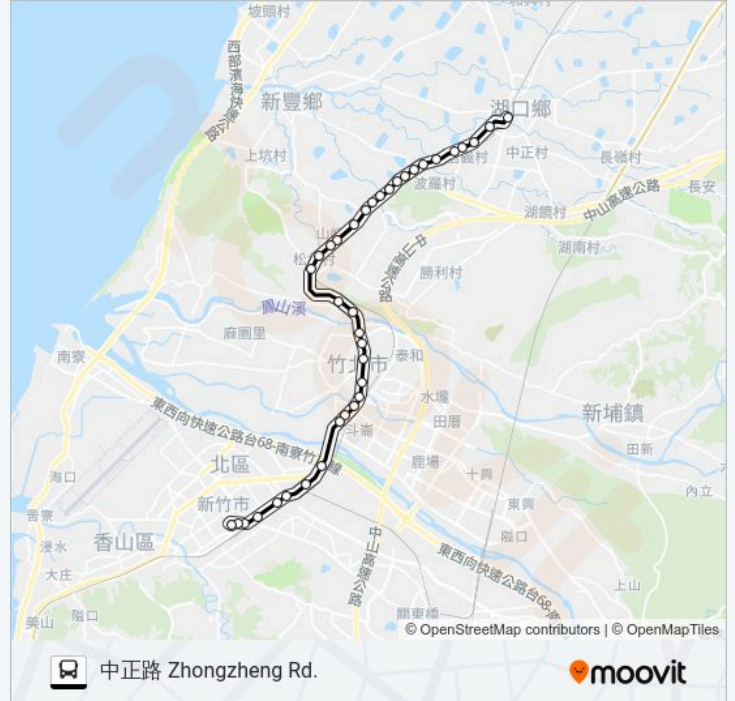 坡頭村
西部濱海快速公路
新豐鄉
湖口鄉
上坑村
信義村
中正村
長嶺村
波羅村
長安
中山高速公路
湖鏡村
湖南村
中山高速公路
勝利村
鳳山溪
麻園里
竹北市
泰和
南寮
水壠
東西向快速公路台68-南寮竹
線
斗崙
田厝
新埔鎮
北區
鹿場
田新
海口
十興
內立
新竹市
東興
香山區
隘口
浸水
中山高速公路
東西向快速公路台68-南
大庄
上山
隘口
美山
關東橋
© OpenStreetMap contributors | © OpenMapTiles
中正路 Zhongzheng Rd.
moovit